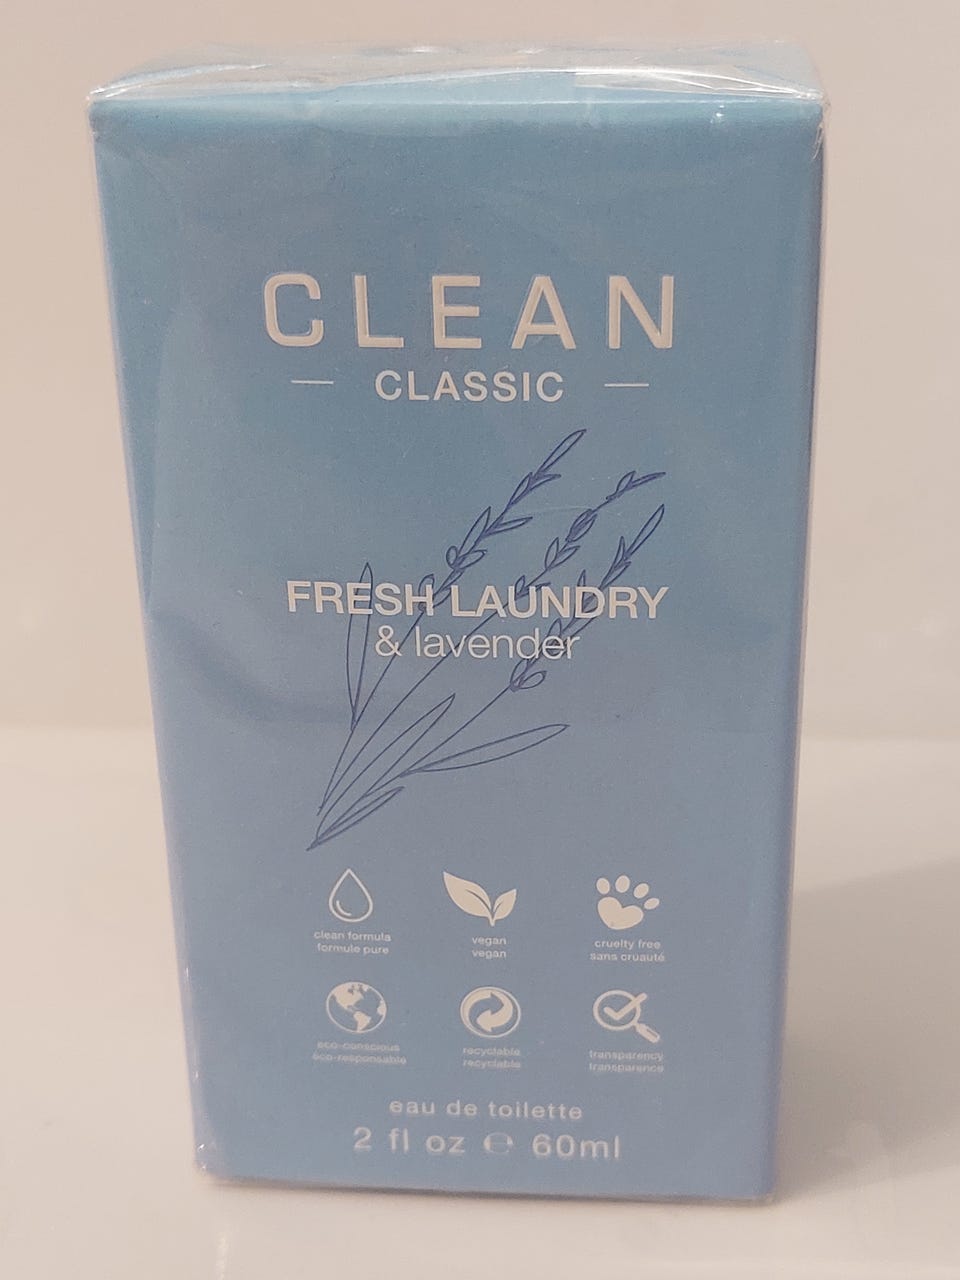 CLEAN
CLASSIC
FRESH LAUNDRY
& lavender
clean formula
formule pure
vegan
vegan
cruelty free
sans cruauté
eco-conscious
éco-responsable
recyclable
recyclable
transparency
transparence
eau de toilette
2 fl oz ℮ 60ml